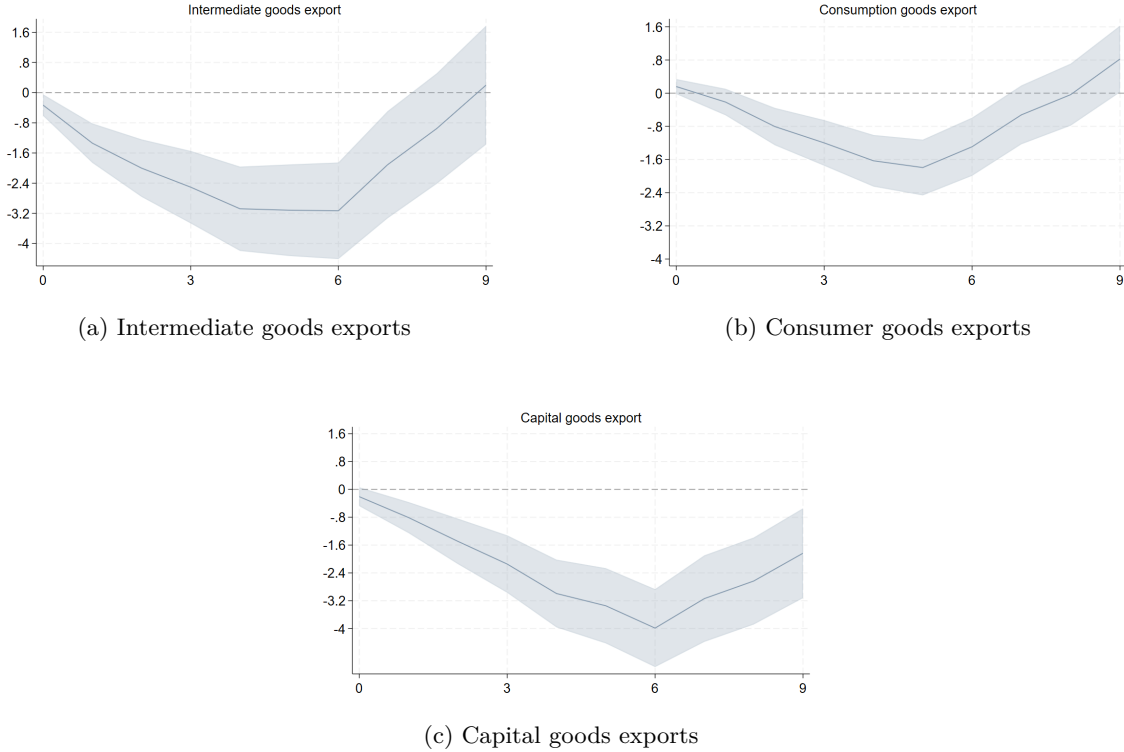 Intermediate goods export
1.6
.8
0
-.8
-1.6
-2.4
-3.2
-4
0 3 6 9
(a) Intermediate goods exports
Consumption goods export
1.6
.8
0
-.8
-1.6
-2.4
-3.2
-4
0 3 6 9
(b) Consumer goods exports
Capital goods export
1.6
.8
0
-.8
-1.6
-2.4
-3.2
-4
0 3 6 9
(c) Capital goods exports